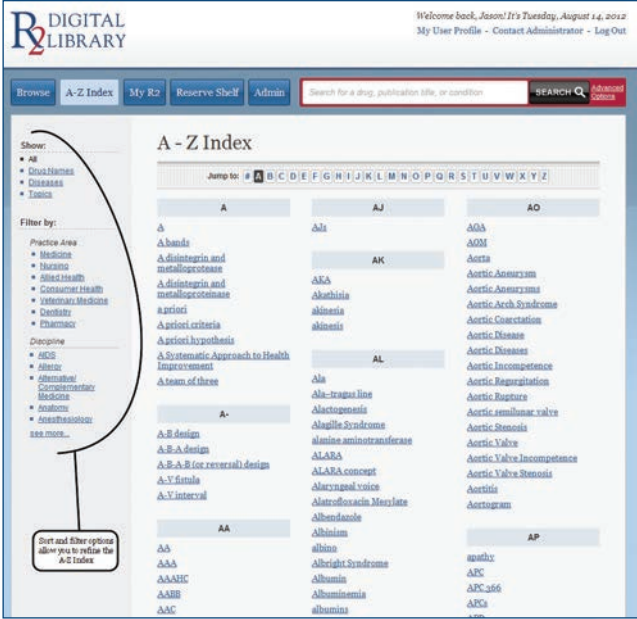 R2 DIGITAL LIBRARY
Welcome back, Jason! It's Tuesday, August 14, 2012
My User Profile - Contact Administrator - Log Out
Browse
A-Z Index
My R2
Reserve Shelf
Admin
Search for a drug, publication title, or condition
SEARCH
Advanced
Options
Show:
All
Drug Names
Diseases
Topics
Filter by:
Practice Area
Medicine
Nursing
Allied Health
Consumer Health
Veterinary Medicine
Dentistry
Pharmacy
Discipline
AIDS
Allergy
Alternative/
Complementary
Medicine
Anatomy
Anesthesiology
see more...
Sort and filter options
allow you to refine the
A-Z Index
A - Z Index
Jump to: # A B C D E F G H I J K L M N O P Q R S T U V W X Y Z
A
A
A bands
A disintegrin and
metalloprotease
A disintegrin and
metalloproteinase
a priori
A priori criteria
A priori hypothesis
A Systematic Approach to Health
Improvement
A team of three
A-
A-B design
A-B-A design
A-B-A-B (or reversal) design
A-V fistula
A-V interval
AA
AA
AAA
AAAHC
AABB
AAC
AJ
AJs
AK
AKA
Akathisia
akinesia
akinesis
AL
Ala
Ala-tragus line
Alactogenesis
Alagille Syndrome
alanine aminotransferase
ALARA
ALARA concept
Alaryngeal voice
Alatrofloxacin Mesylate
Albendazole
Albinism
albino
Albright Syndrome
Albumin
Albuminemia
albumins
AO
AOA
AOM
Aorta
Aortic Aneurysm
Aortic Aneurysms
Aortic Arch Syndrome
Aortic Coarctation
Aortic Disease
Aortic Diseases
Aortic Incompetence
Aortic Regurgitation
Aortic Rupture
Aortic semilunar valve
Aortic Stenosis
Aortic Valve
Aortic Valve Incompetence
Aortic Valve Stenosis
Aortitis
Aortogram
AP
apathy
APC
APC 366
APCs